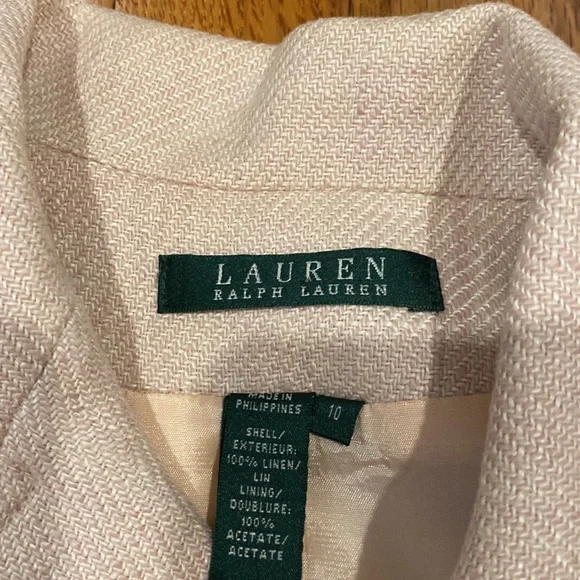 LAUREN
RALPH LAUREN
MADE IN
PHILIPPINES
10
SHELL/
EXTERIEUR:
100% LINEN/
LIN
LINING/
DOUBLURE:
100%
ACETATE/
ACETATE